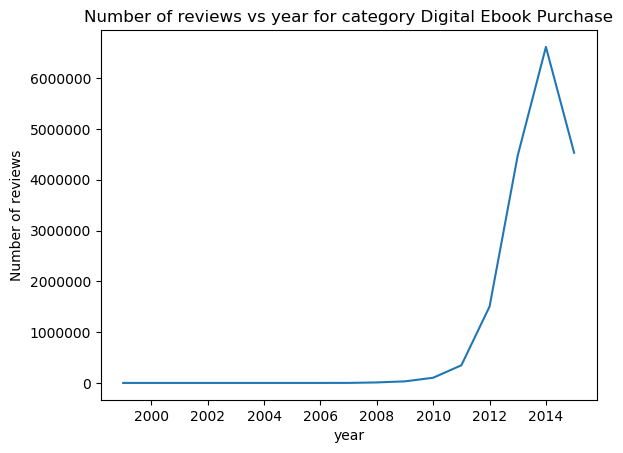 Number of reviews vs year for category Digital Ebook Purchase
6000000
5000000
4000000
3000000
2000000
1000000
0
Number of reviews
2000 2002 2004 2006 2008 2010 2012 2014
year